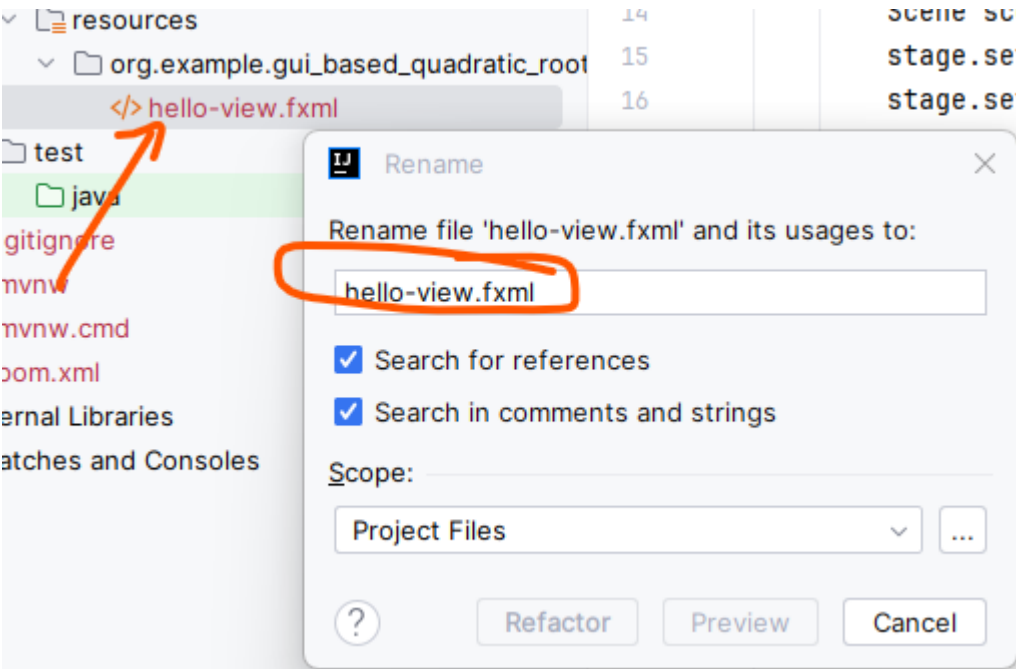 resources
org.example.gui_based_quadratic_root
</> hello-view.fxml
test
java
gitignore
mvnw
mvnw.cmd
pom.xml
ernal Libraries
atches and Consoles
14
15 stage.se
16 stage.se
IJ Rename
Rename file 'hello-view.fxml' and its usages to:
hello-view.fxml
Search for references
Search in comments and strings
Scope:
Project Files
...
? Refactor Preview Cancel